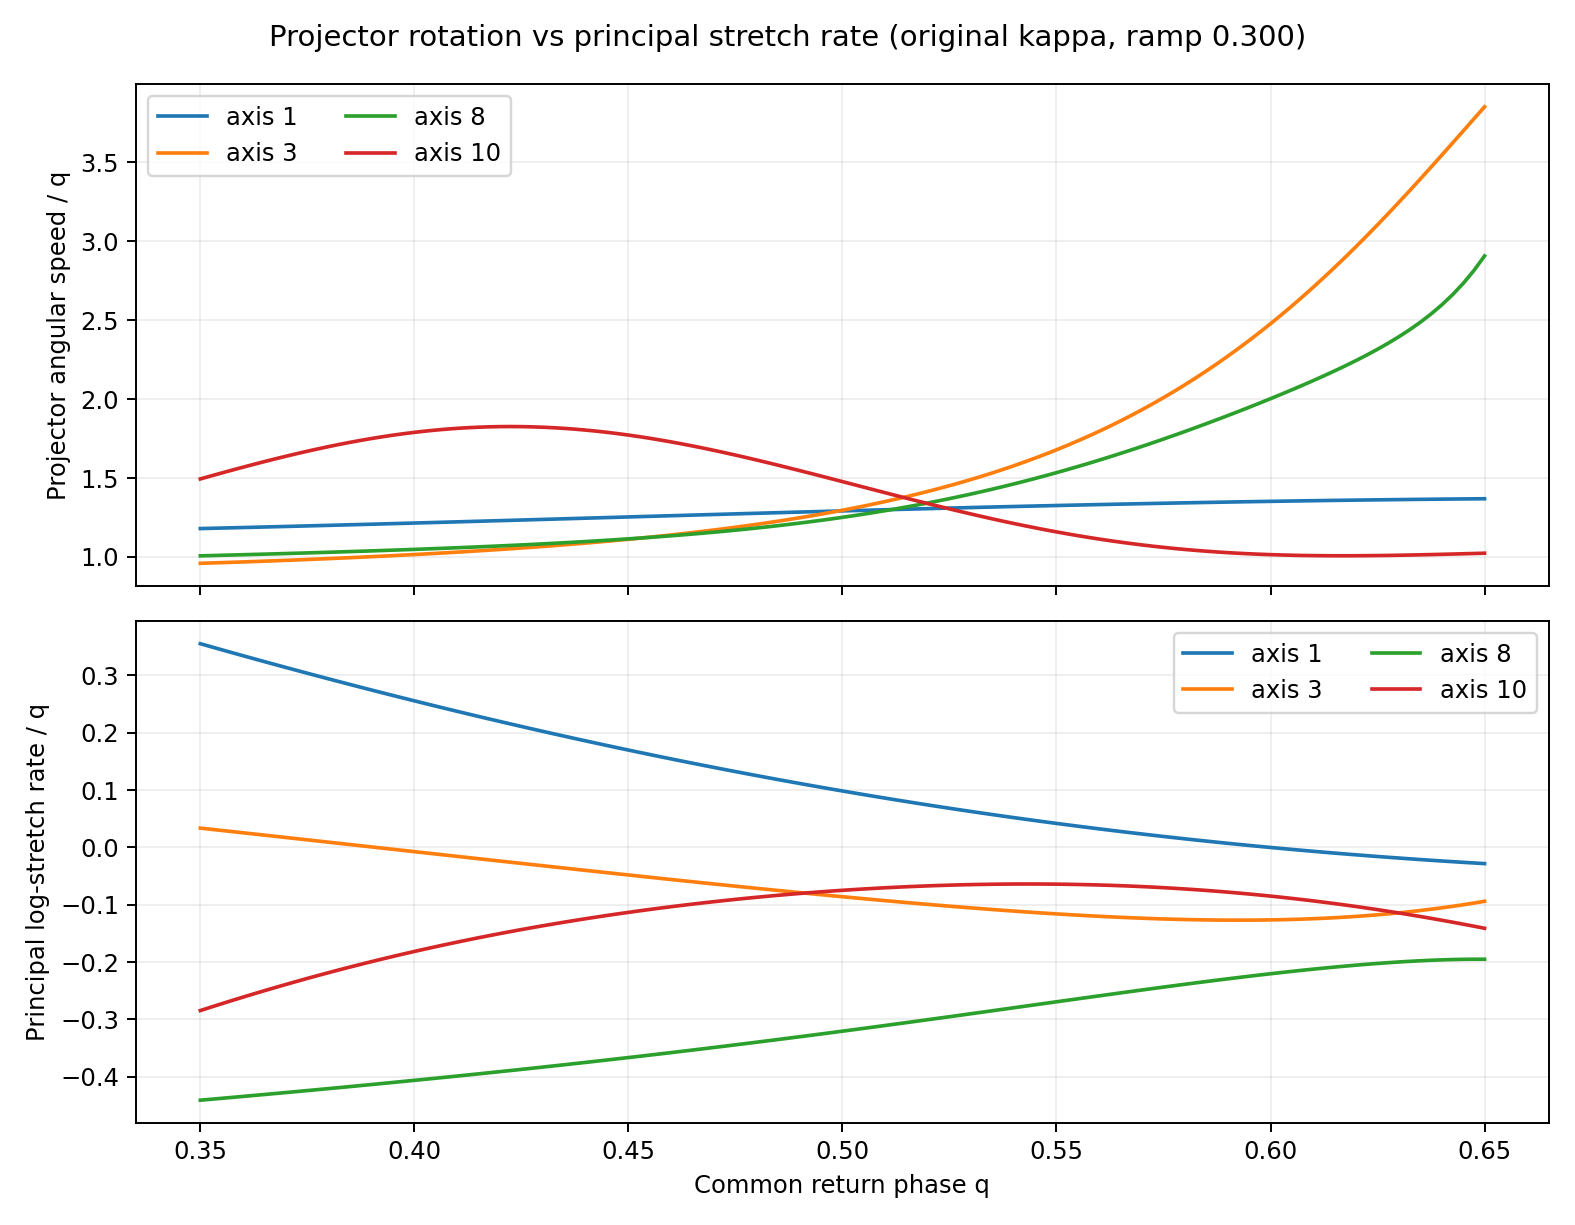 Projector rotation vs principal stretch rate (original kappa, ramp 0.300)
axis 1 axis 8
axis 3 axis 10
Projector angular speed / q
3.5
3.0
2.5
2.0
1.5
1.0
axis 1 axis 8
axis 3 axis 10
Principal log-stretch rate / q
0.3
0.2
0.1
0.0
−0.1
−0.2
−0.3
−0.4
0.35 0.40 0.45 0.50 0.55 0.60 0.65
Common return phase q